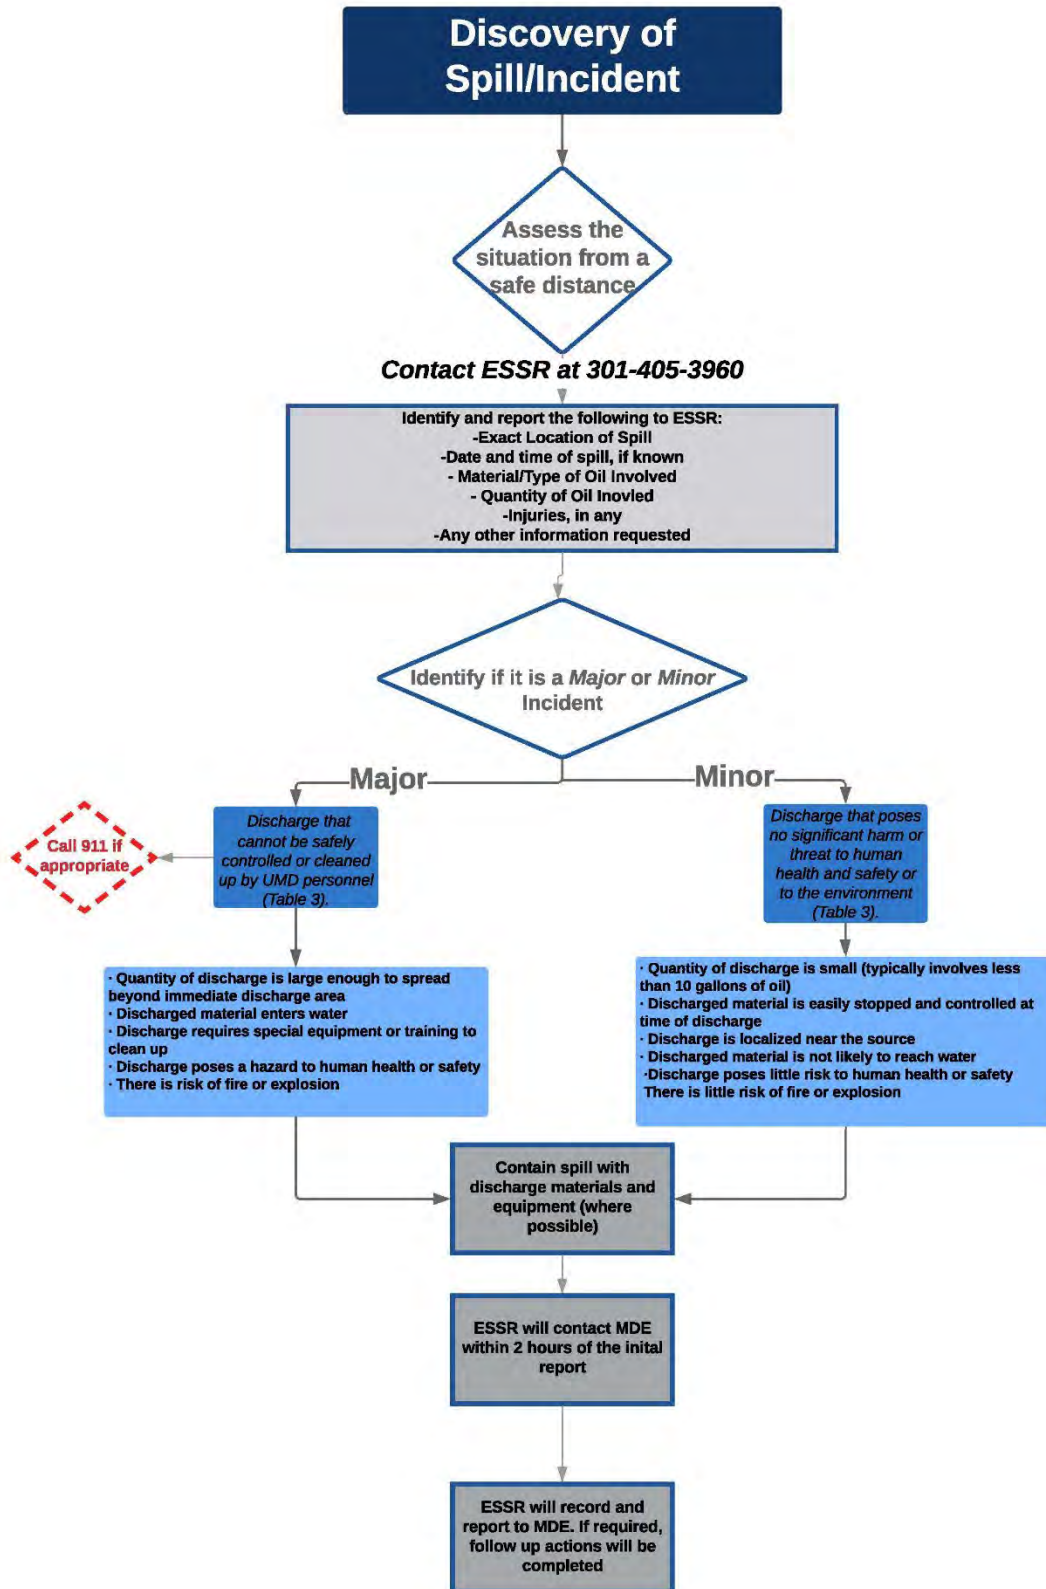 Discovery of
Spill/Incident
Assess the
situation from a
safe distance
Contact ESSR at 301-405-3960
Identify and report the following to ESSR:
-Exact Location of Spill
-Date and time of spill, if known
- Material/Type of Oil Involved
- Quantity of Oil Inovled
-Injuries, in any
-Any other information requested
Identify if it is a Major or Minor
Incident
Major
Minor
Call 911 if
appropriate
Discharge that
cannot be safely
controlled or cleaned
up by UMD personnel
(Table 3).
Discharge that poses
no significant harm or
threat to human
health and safety or
to the environment
(Table 3).
· Quantity of discharge is large enough to spread
beyond immediate discharge area
· Discharged material enters water
· Discharge requires special equipment or training to
clean up
· Discharge poses a hazard to human health or safety
· There is risk of fire or explosion
· Quantity of discharge is small (typically involves less
than 10 gallons of oil)
· Discharged material is easily stopped and controlled at
time of discharge
· Discharge is localized near the source
· Discharged material is not likely to reach water
·Discharge poses little risk to human health or safety
There is little risk of fire or explosion
Contain spill with
discharge materials and
equipment (where
possible)
ESSR will contact MDE
within 2 hours of the inital
report
ESSR will record and
report to MDE. If required,
follow up actions will be
completed